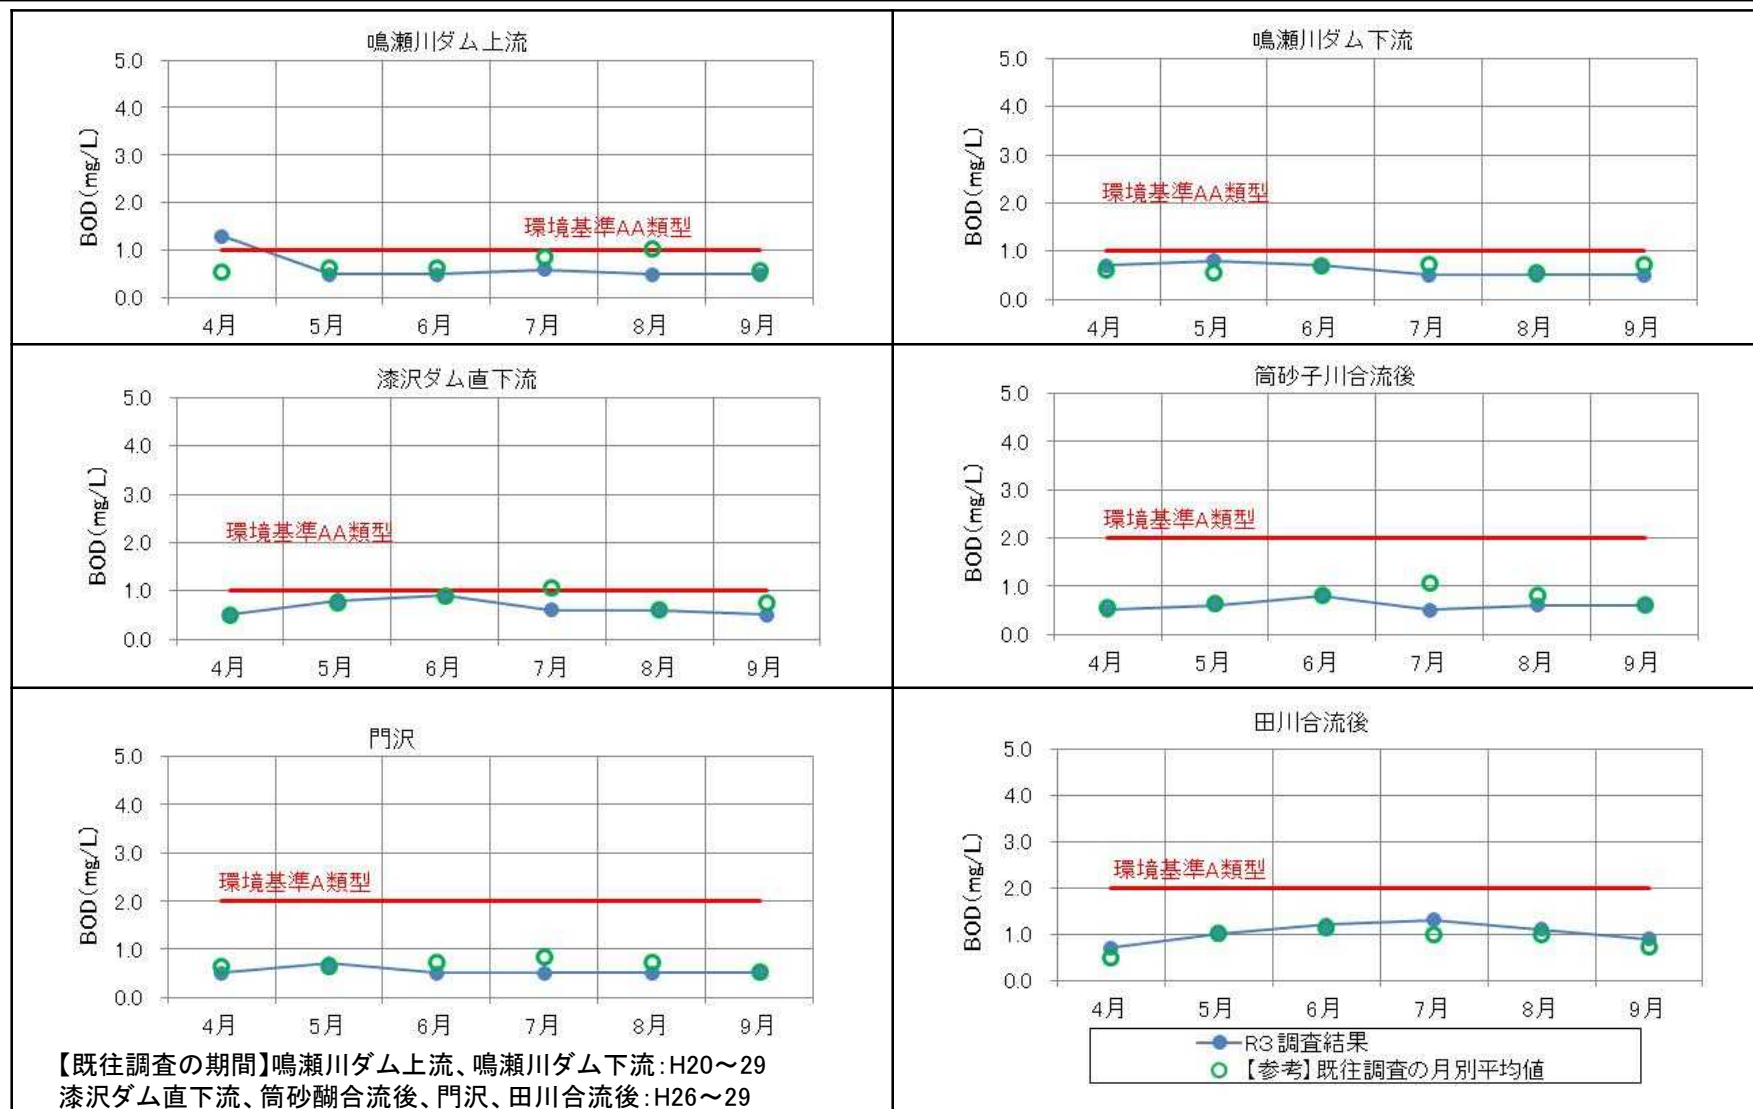 鳴瀬川ダム上流
BOD(mg/L)
5.0
4.0
3.0
2.0
1.0
0.0
環境基準AA類型
4月 5月 6月 7月 8月 9月
鳴瀬川ダム下流
BOD(mg/L)
5.0
4.0
3.0
2.0
1.0
0.0
環境基準AA類型
4月 5月 6月 7月 8月 9月
漆沢ダム直下流
BOD(mg/L)
5.0
4.0
3.0
2.0
1.0
0.0
環境基準AA類型
4月 5月 6月 7月 8月 9月
筒砂子川合流後
BOD(mg/L)
5.0
4.0
3.0
2.0
1.0
0.0
環境基準A類型
4月 5月 6月 7月 8月 9月
門沢
BOD(mg/L)
5.0
4.0
3.0
2.0
1.0
0.0
環境基準A類型
4月 5月 6月 7月 8月 9月
【既往調査の期間】鳴瀬川ダム上流、鳴瀬川ダム下流:H20～29
漆沢ダム直下流、筒砂醐合流後、門沢、田川合流後:H26～29
田川合流後
BOD(mg/L)
5.0
4.0
3.0
2.0
1.0
0.0
環境基準A類型
4月 5月 6月 7月 8月 9月
R3調査結果
【参考】既往調査の月別平均値